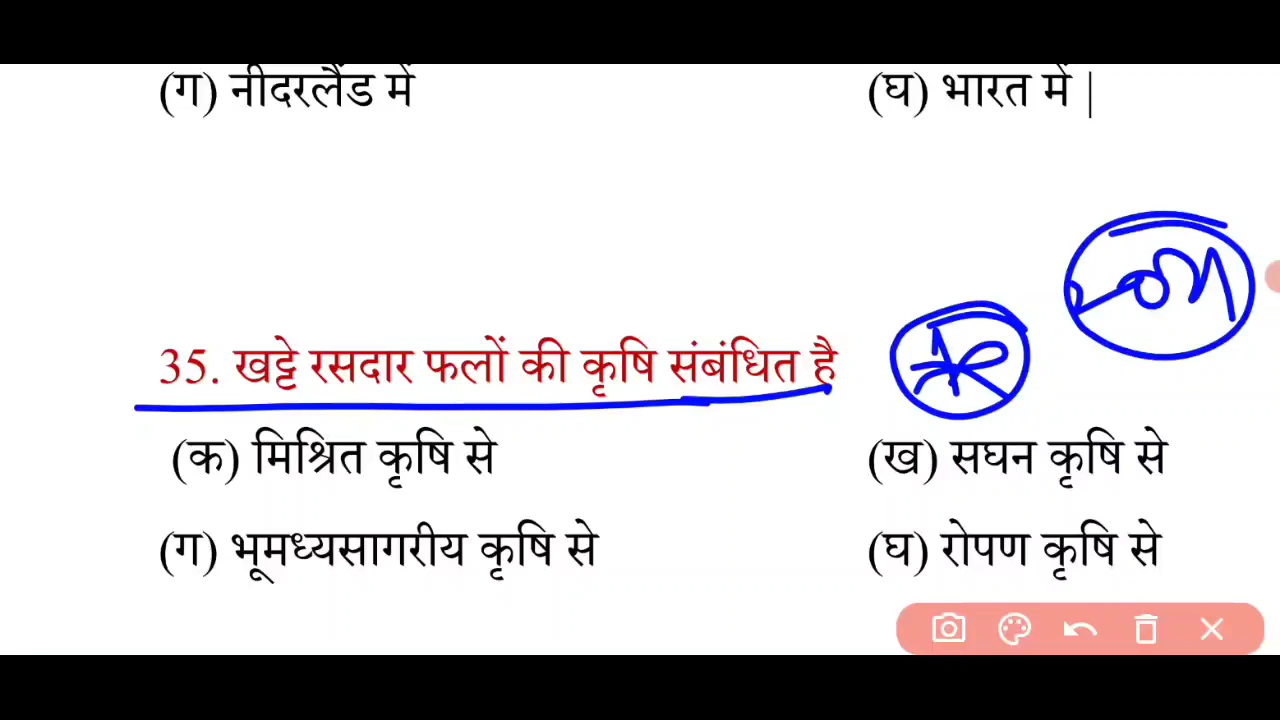 (ग) नीदरलैंड में (घ) भारत में |
35. खट्टे रसदार फलों की कृषि संबंधित है
(क) मिश्रित कृषि से (ख) सघन कृषि से
(ग) भूमध्यसागरीय कृषि से (घ) रोपण कृषि से